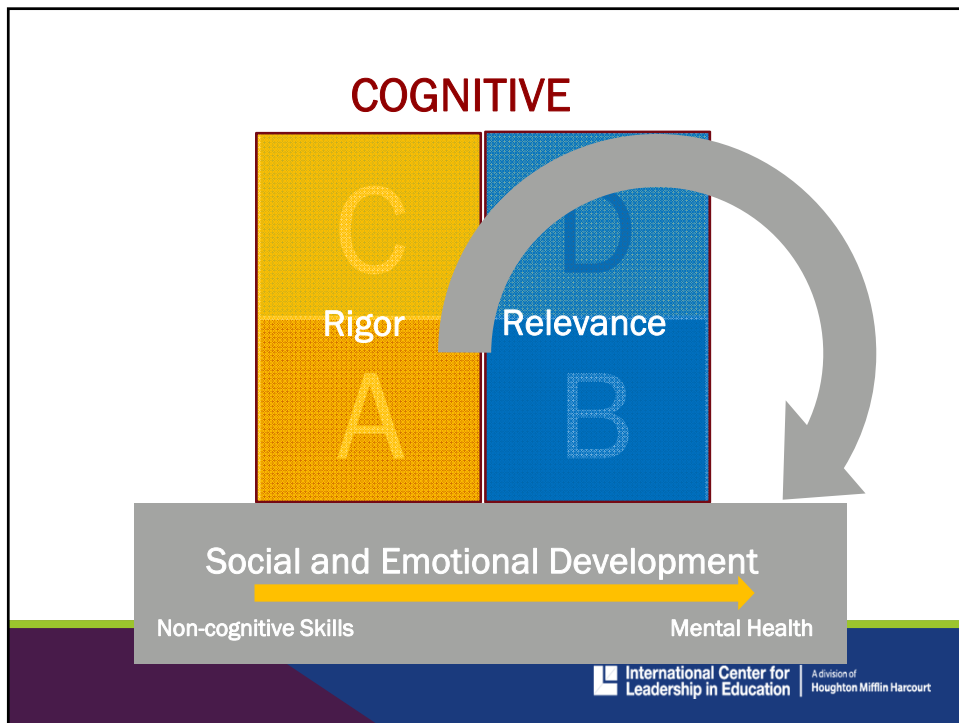 COGNITIVE
C D
Rigor Relevance
A B
Social and Emotional Development
Non-cognitive Skills Mental Health
International Center for
Leadership in Education
A division of
Houghton Mifflin Harcourt